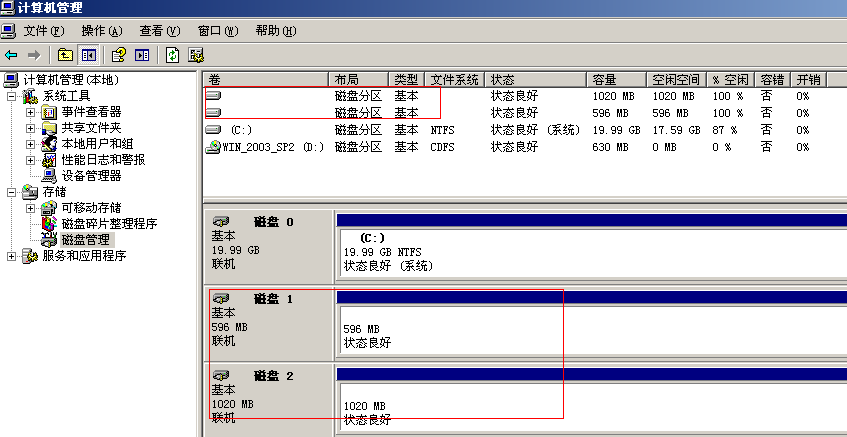 计算机管理
文件(F) 操作(A) 查看(V) 窗口(W) 帮助(H)
计算机管理(本地)
系统工具
事件查看器
共享文件夹
本地用户和组
性能日志和警报
设备管理器
存储
可移动存储
磁盘碎片整理程序
磁盘管理
服务和应用程序
卷 布局 类型 文件系统 状态 容量 空闲空间 % 空闲 容错 开销
磁盘分区 基本 状态良好 1020 MB 1020 MB 100 % 否 0%
磁盘分区 基本 状态良好 596 MB 596 MB 100 % 否 0%
(C:) 磁盘分区 基本 NTFS 状态良好 (系统) 19.99 GB 17.59 GB 87 % 否 0%
WIN_2003_SP2 (D:) 磁盘分区 基本 CDFS 状态良好 630 MB 0 MB 0 % 否 0%
磁盘 0
基本
19.99 GB
联机
(C:)
19.99 GB NTFS
状态良好 (系统)
磁盘 1
基本
596 MB
联机
596 MB
状态良好
磁盘 2
基本
1020 MB
联机
1020 MB
状态良好